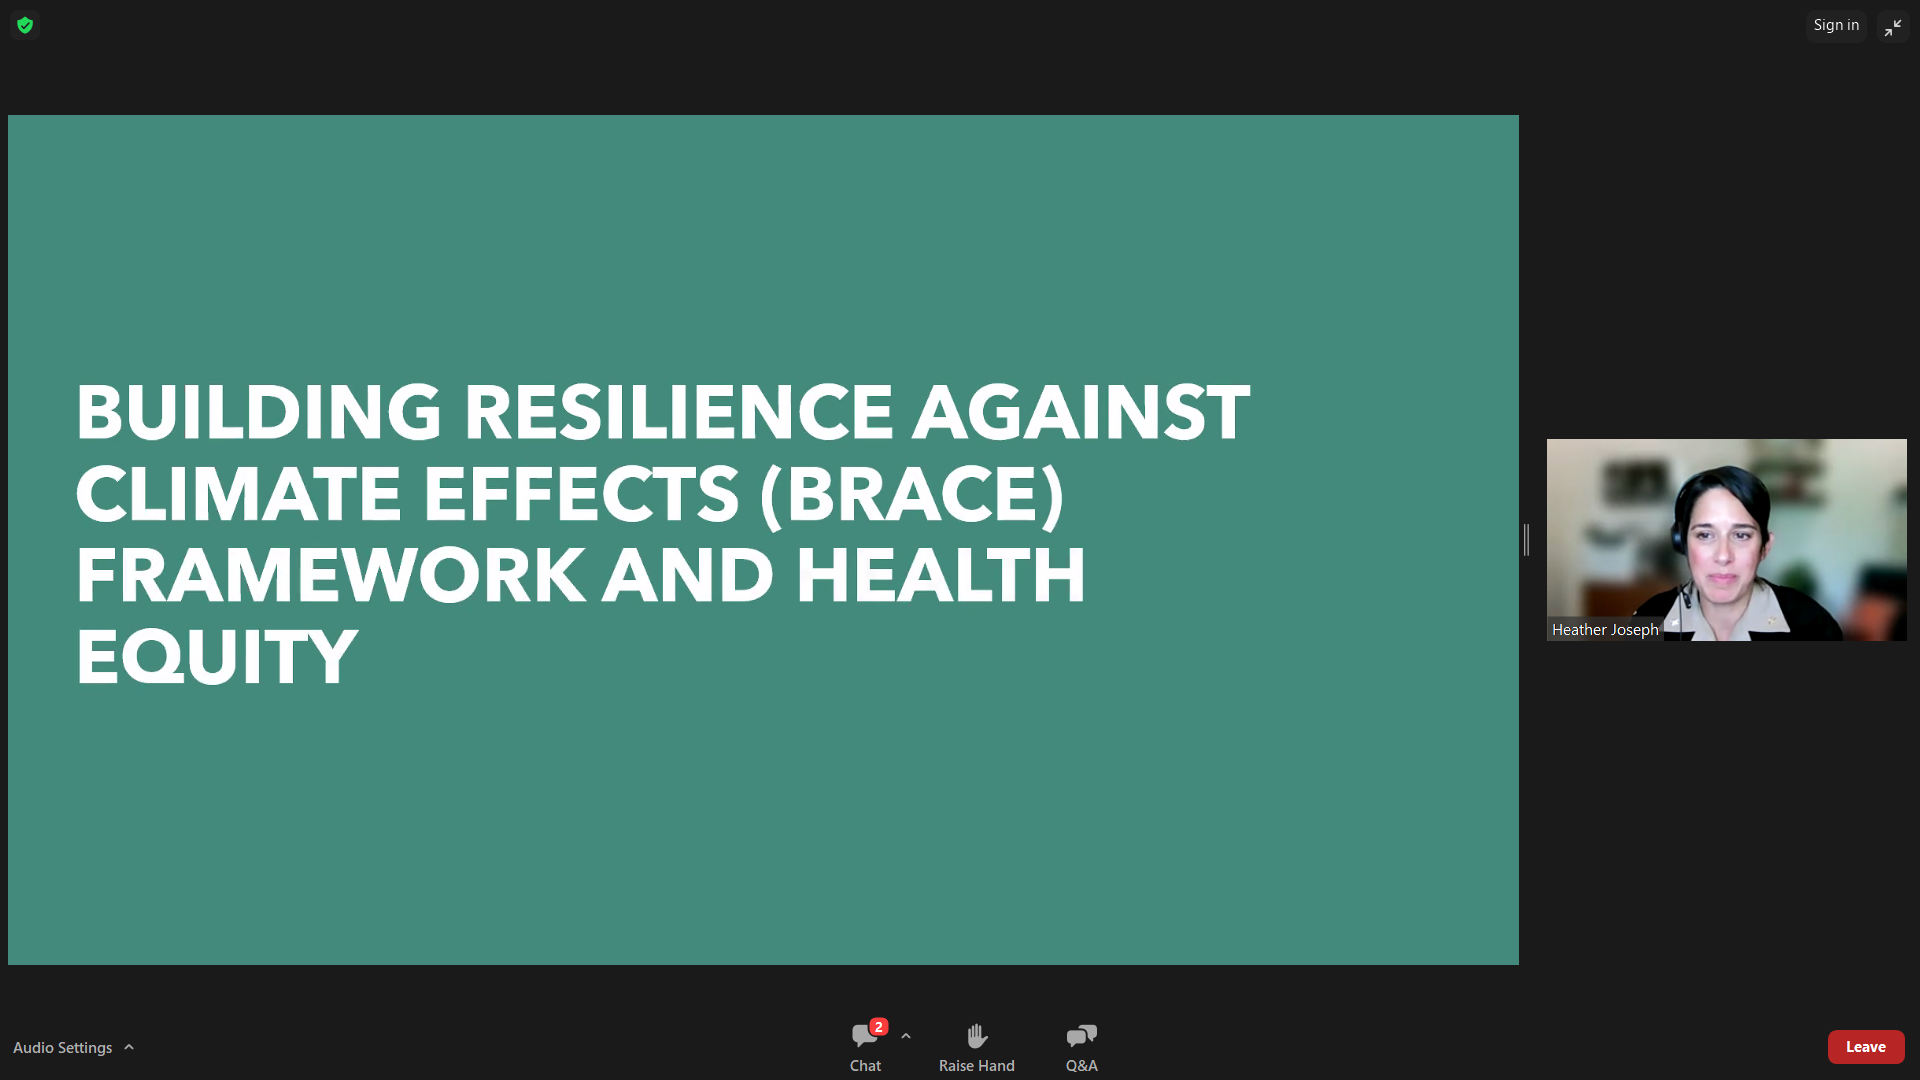 Sign in
BUILDING RESILIENCE AGAINST
CLIMATE EFFECTS (BRACE)
FRAMEWORK AND HEALTH
EQUITY
Heather Joseph
Audio Settings
2
Chat
Raise Hand
Q&A
Leave